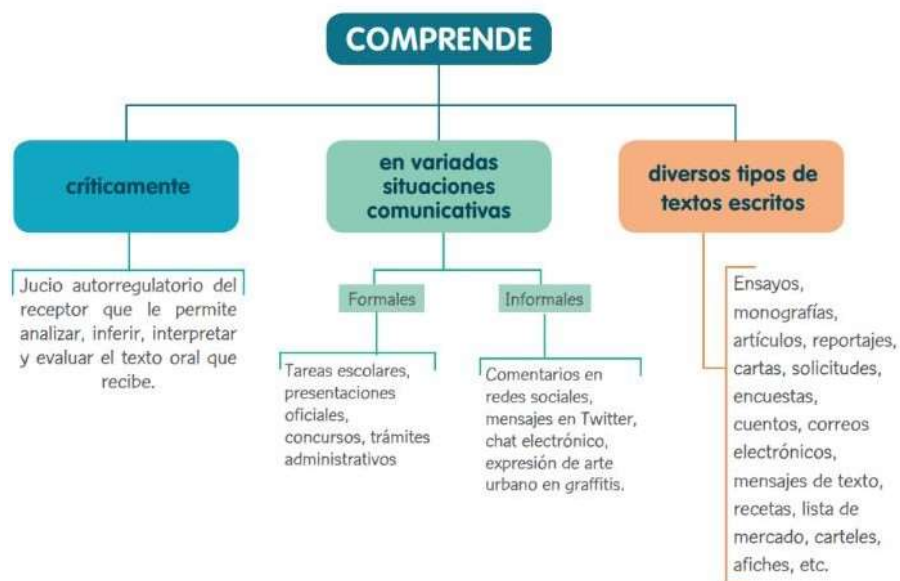 COMPRENDE
críticamente
en variadas
situaciones
comunicativas
diversos tipos de
textos escritos
Jucio autorregulatorio del
receptor que le permite
analizar, inferir, interpretar
y evaluar el texto oral que
recibe.
Formales
Informales
Tareas escolares,
presentaciones
oficiales,
concursos, trámites
administrativos
Comentarios en
redes sociales,
mensajes en Twitter,
chat electrónico,
expresión de arte
urbano en graffitis.
Ensayos,
monografías,
artículos, reportajes,
cartas, solicitudes,
encuestas,
cuentos, correos
electrónicos,
mensajes de texto,
recetas, lista de
mercado, carteles,
afiches, etc.